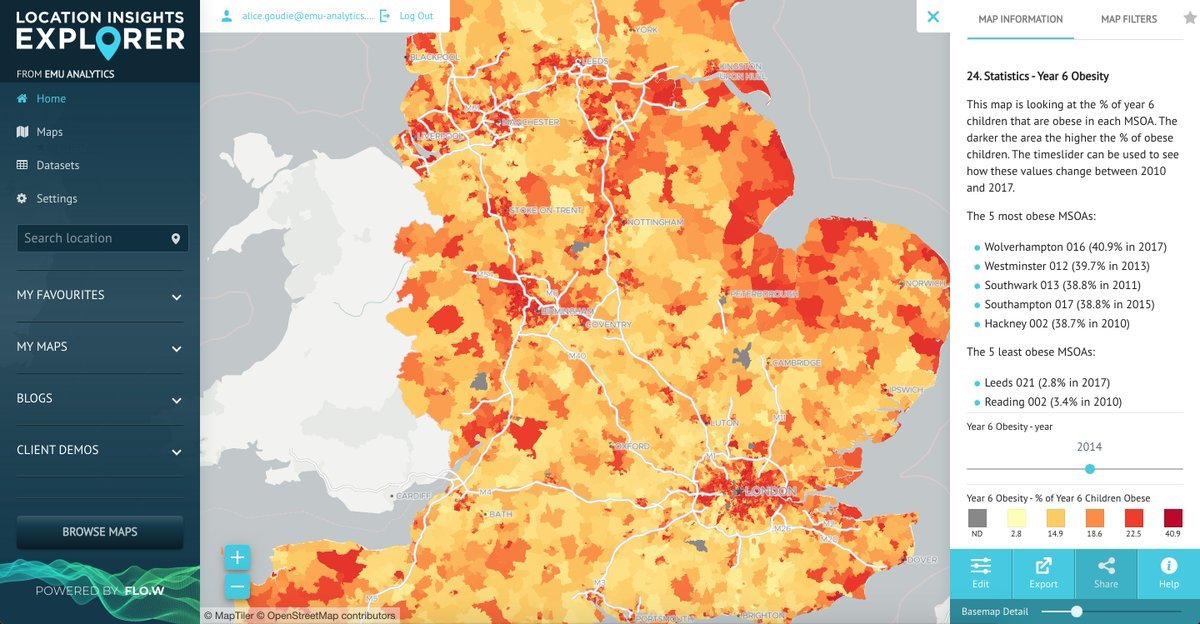 LOCATION INSIGHTS
EXPLORER
FROM EMU ANALYTICS
Home
Maps
Datasets
Settings
Search location
MY FAVOURITES
MY MAPS
BLOGS
CLIENT DEMOS
BROWSE MAPS
POWERED BY FLO.W
alice.goudie@emu-analytics....
Log Out
YORK
BLACKPOOL
LEEDS
KINGSTON
UPON HULL
MANCHESTER
LIVERPOOL
STOKE ON TRENT
NOTTINGHAM
PETERBOROUGH
NORWICH
M6
BIRMINGHAM
COVENTRY
M40
CAMBRIDGE
IPSWICH
M11
LUTON
OXFORD
M1
LONDON
CARDIFF
M4
BATH
M25
M20
DOVER
M3
M5
PORTSMOUTH
BRIGHTON
© MapTiler © OpenStreetMap contributors
MAP INFORMATION
MAP FILTERS
24. Statistics - Year 6 Obesity
This map is looking at the % of year 6
children that are obese in each MSOA. The
darker the area the higher the % of obese
children. The timeslider can be used to see
how these values change between 2010
and 2017.
The 5 most obese MSOAs:
Wolverhampton 016 (40.9% in 2017)
Westminster 012 (39.7% in 2013)
Southwark 013 (38.8% in 2011)
Southampton 017 (38.8% in 2015)
Hackney 002 (38.7% in 2010)
The 5 least obese MSOAs:
Leeds 021 (2.8% in 2017)
Reading 002 (3.4% in 2010)
Year 6 Obesity - year
2014
Year 6 Obesity - % of Year 6 Children Obese
ND 2.8 14.9 18.6 22.5 40.9
Edit Export Share Help
Basemap Detail